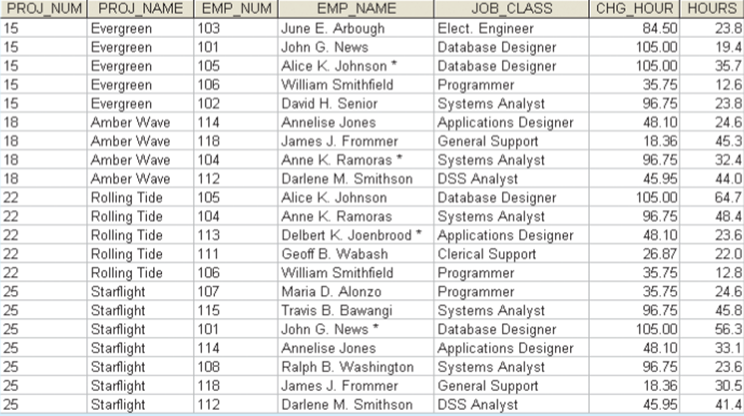 PROJ_NUM PROJ_NAME EMP_NUM EMP_NAME JOB_CLASS CHG_HOUR HOURS
15 Evergreen 103 June E. Arbough Elect. Engineer 84.50 23.8
15 Evergreen 101 John G. News Database Designer 105.00 19.4
15 Evergreen 105 Alice K. Johnson * Database Designer 105.00 35.7
15 Evergreen 106 William Smithfield Programmer 35.75 12.6
15 Evergreen 102 David H. Senior Systems Analyst 96.75 23.8
18 Amber Wave 114 Annelise Jones Applications Designer 48.10 24.6
18 Amber Wave 118 James J. Frommer General Support 18.36 45.3
18 Amber Wave 104 Anne K. Ramoras * Systems Analyst 96.75 32.4
18 Amber Wave 112 Darlene M. Smithson DSS Analyst 45.95 44.0
22 Rolling Tide 105 Alice K. Johnson Database Designer 105.00 64.7
22 Rolling Tide 104 Anne K. Ramoras Systems Analyst 96.75 48.4
22 Rolling Tide 113 Delbert K. Joenbrood * Applications Designer 48.10 23.6
22 Rolling Tide 111 Geoff B. Wabash Clerical Support 26.87 22.0
22 Rolling Tide 106 William Smithfield Programmer 35.75 12.8
25 Starflight 107 Maria D. Alonzo Programmer 35.75 24.6
25 Starflight 115 Travis B. Bawangi Systems Analyst 96.75 45.8
25 Starflight 101 John G. News * Database Designer 105.00 56.3
25 Starflight 114 Annelise Jones Applications Designer 48.10 33.1
25 Starflight 108 Ralph B. Washington Systems Analyst 96.75 23.6
25 Starflight 118 James J. Frommer General Support 18.36 30.5
25 Starflight 112 Darlene M. Smithson DSS Analyst 45.95 41.4